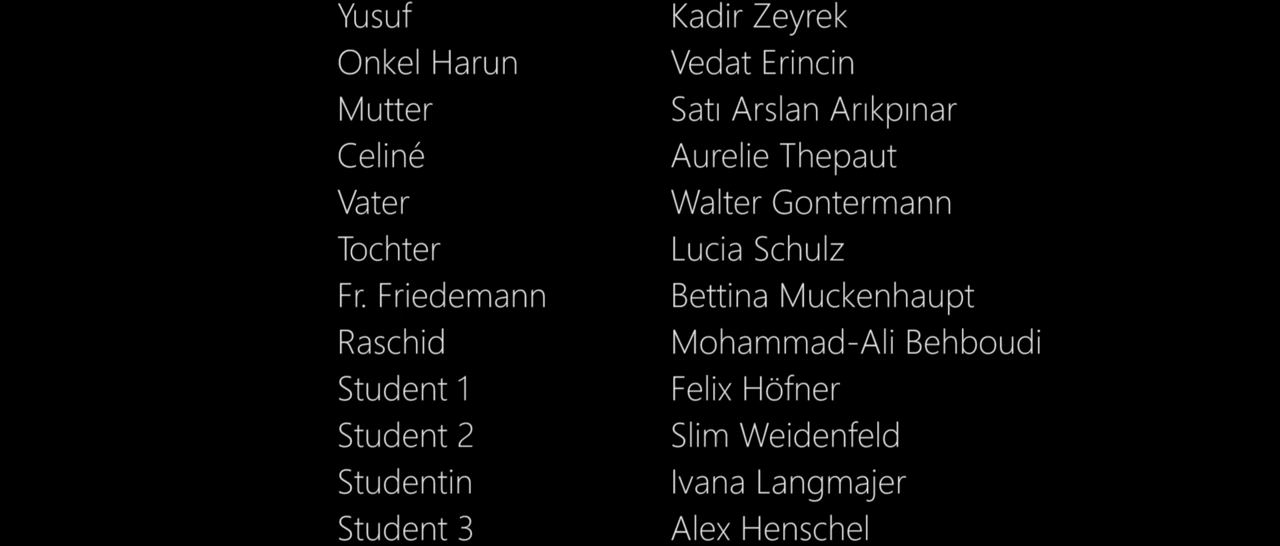 Yusuf Kadir Zeyrek
Onkel Harun Vedat Erincin
Mutter Satı Arslan Arıkpınar
Celiné Aurelie Thepaut
Vater Walter Gontermann
Tochter Lucia Schulz
Fr. Friedemann Bettina Muckenhaupt
Raschid Mohammad-Ali Behboudi
Student 1 Felix Höfner
Student 2 Slim Weidenfeld
Studentin Ivana Langmajer
Student 3 Alex Henschel